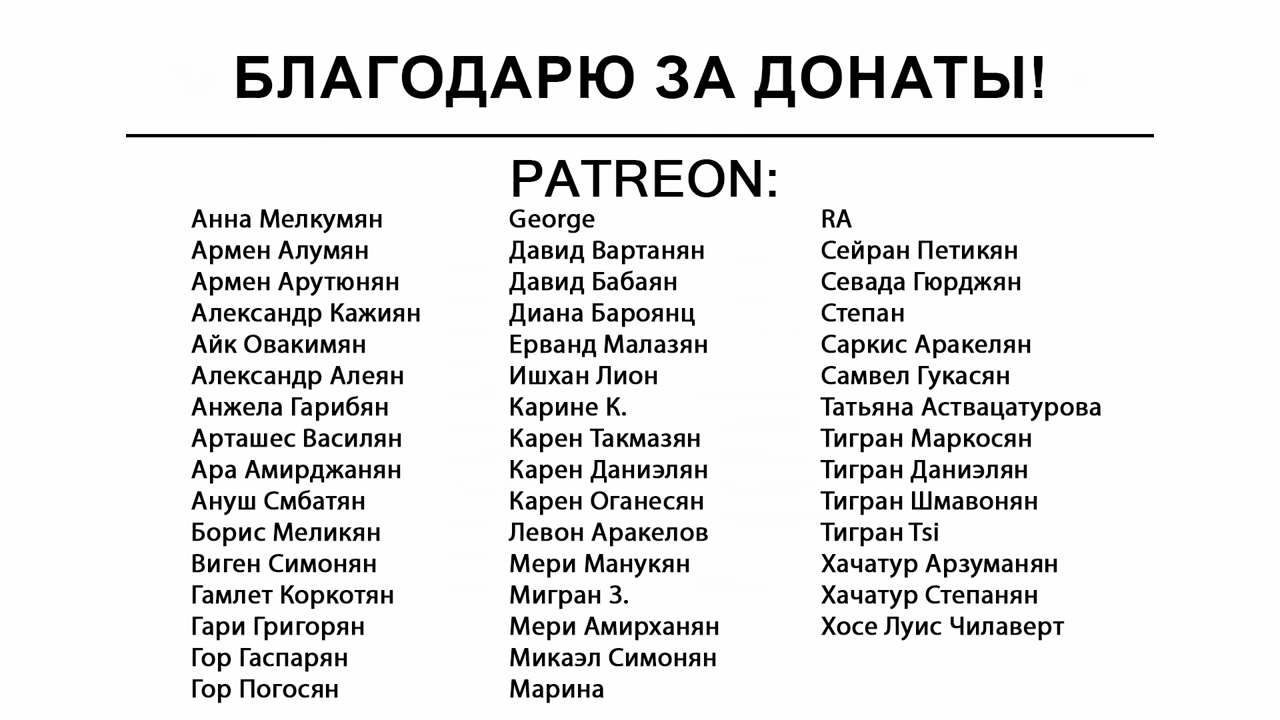 БЛАГОДАРЮ ЗА ДОНАТЫ!
PATREON:
Анна Мелкумян
Армен Алумян
Армен Арутюнян
Александр Кажиян
Айк Овакимян
Александр Алеян
Анжела Гарибян
Арташес Василян
Ара Амирджанян
Ануш Смбатян
Борис Меликян
Виген Симонян
Гамлет Коркотян
Гари Григорян
Гор Гаспарян
Гор Погосян
George
Давид Вартанян
Давид Бабаян
Диана Бароянц
Ерванд Малазян
Ишхан Лион
Карине К.
Карен Такмазян
Карен Даниэлян
Карен Оганесян
Левон Аракелов
Мери Манукян
Мигран З.
Мери Амирханян
Микаэл Симонян
Марина
RA
Сейран Петикян
Севада Гюрджян
Степан
Саркис Аракелян
Самвел Гукасян
Татьяна Аствацатурова
Тигран Маркосян
Тигран Даниэлян
Тигран Шмавонян
Тигран Tsi
Хачатур Арзуманян
Хачатур Степанян
Хосе Луис Чилаверт